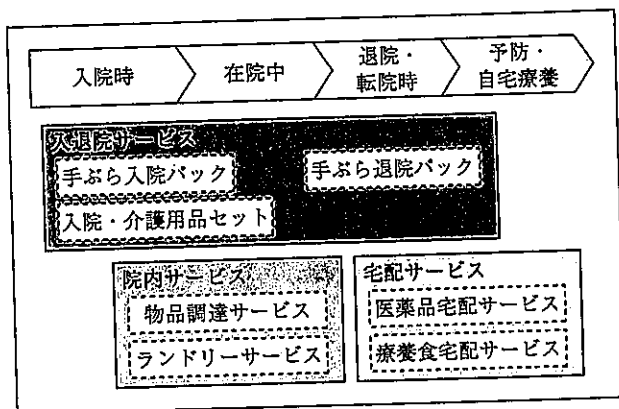 入院時
在院中
退院・
転院時
予防・
自宅療養
入退院サービス
手ぶら入院パック
手ぶら退院パック
入院・介護用品セット
院内サービス
物品調達サービス
ランドリーサービス
宅配サービス
医薬品宅配サービス
療養食宅配サービス